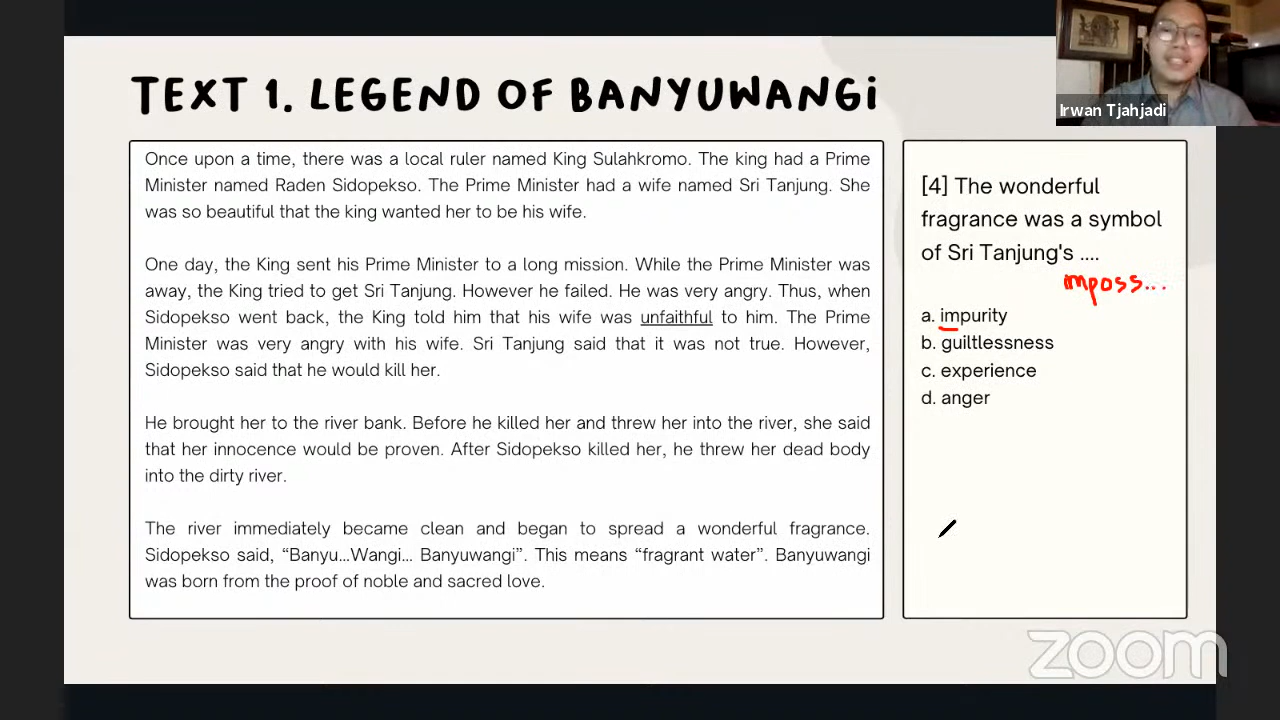 TEXT 1. LEGEND OF BANYUWANGi
Irwan Tjahjadi
Once upon a time, there was a local ruler named King Sulahkromo. The king had a Prime
Minister named Raden Sidopekso. The Prime Minister had a wife named Sri Tanjung. She
was so beautiful that the king wanted her to be his wife.
One day, the King sent his Prime Minister to a long mission. While the Prime Minister was
away, the King tried to get Sri Tanjung. However he failed. He was very angry. Thus, when
Sidopekso went back, the King told him that his wife was unfaithful to him. The Prime
Minister was very angry with his wife. Sri Tanjung said that it was not true. However,
Sidopekso said that he would kill her.
He brought her to the river bank. Before he killed her and threw her into the river, she said
that her innocence would be proven. After Sidopekso killed her, he threw her dead body
into the dirty river.
The river immediately became clean and began to spread a wonderful fragrance.
Sidopekso said, “Banyu...Wangi... Banyuwangi”. This means “fragrant water”. Banyuwangi
was born from the proof of noble and sacred love.
[4] The wonderful
fragrance was a symbol
of Sri Tanjung's ....
imposs...
a. impurity
b. guiltlessness
c. experience
d. anger
zoom